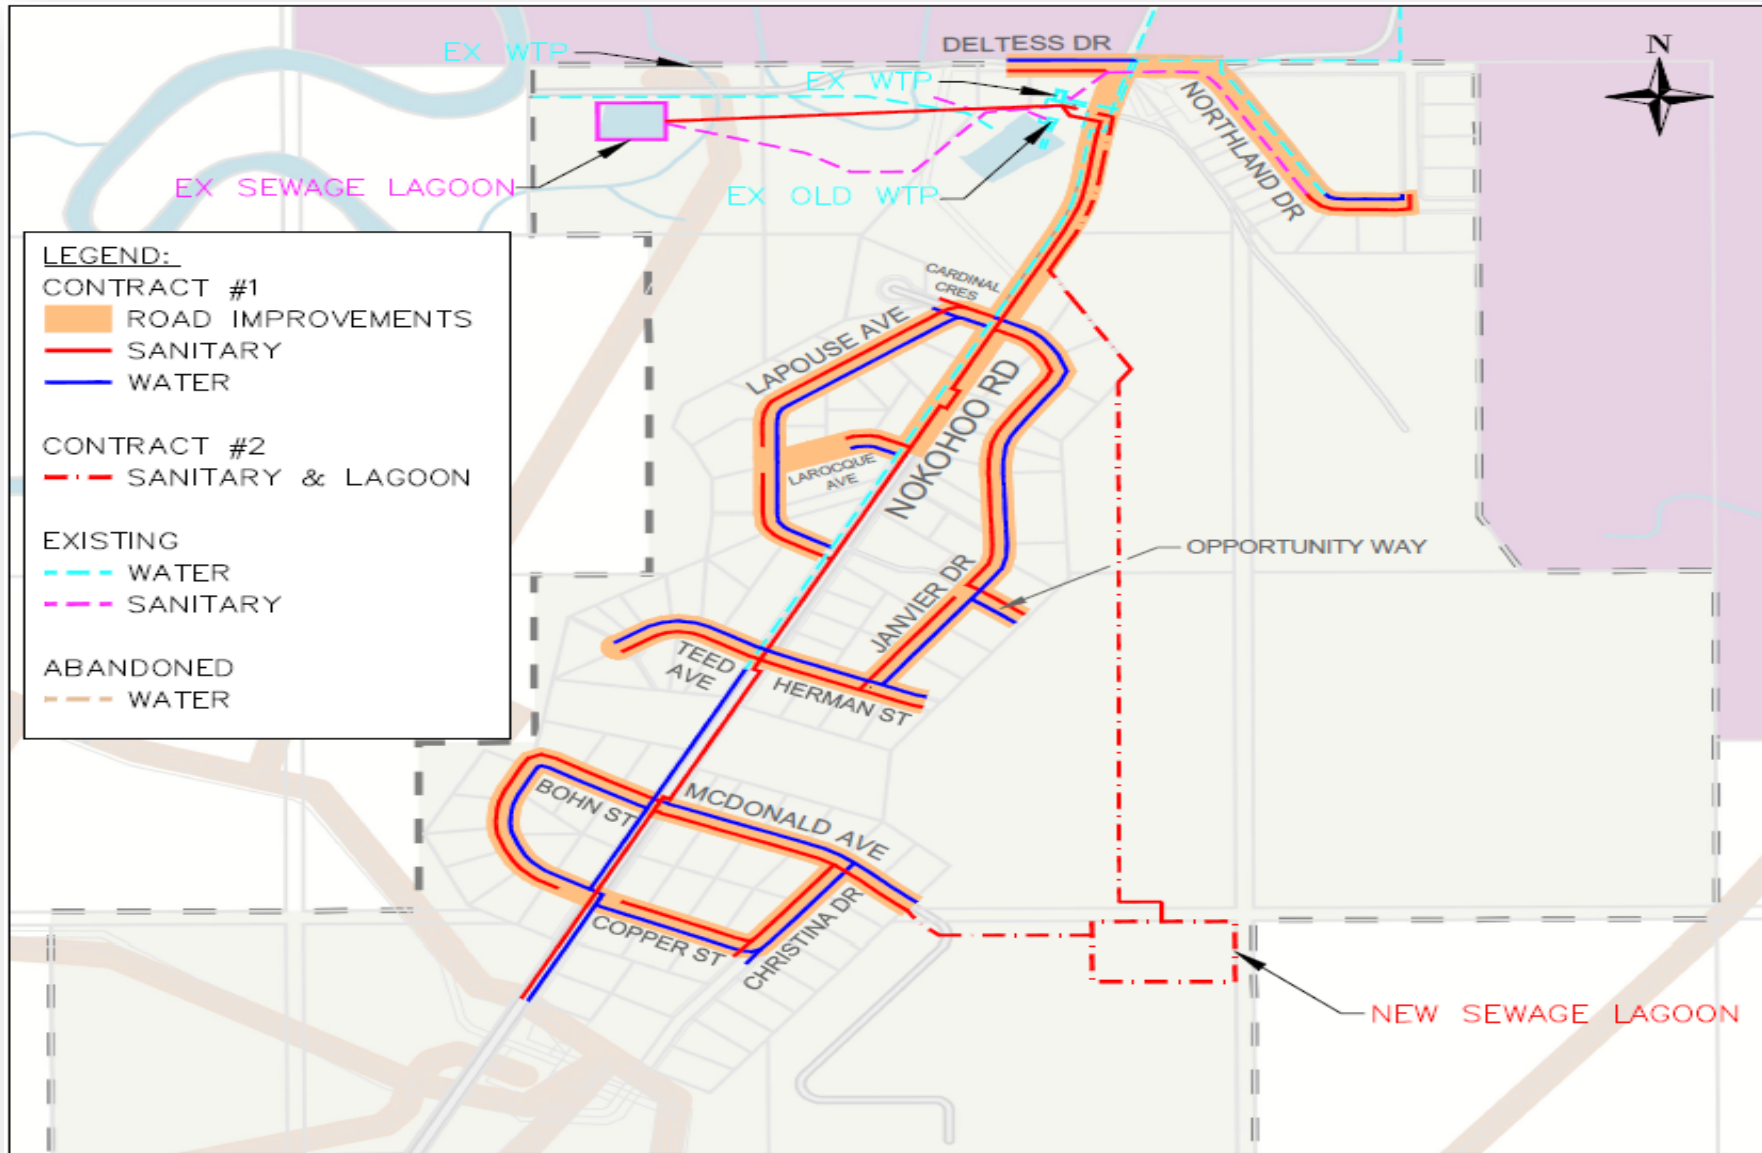 DELTESS DR
N
EX WTP
EX WTP
NORTHLAND DR
EX SEWAGE LAGOON
EX OLD WTP
LEGEND:
CONTRACT #1
ROAD IMPROVEMENTS
SANITARY
WATER
CONTRACT #2
SANITARY & LAGOON
EXISTING
WATER
SANITARY
ABANDONED
WATER
CARDINAL
CRES
LAPOUSE AVE
NOKOHOO RD
LAROCQUE
AVE
OPPORTUNITY WAY
JANVIER DR
TEED
AVE
HERMAN ST
BOHN ST
MCDONALD AVE
COPPER ST
CHRISTINA DR
NEW SEWAGE LAGOON